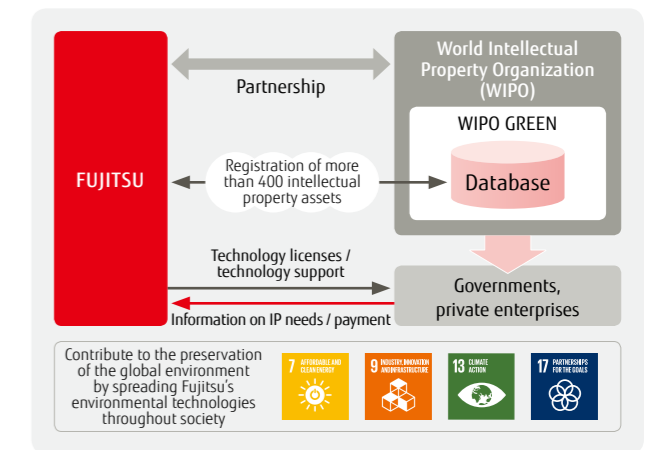 World Intellectual
Property Organization
(WIPO)
Partnership
WIPO GREEN
FUJITSU
Registration of more
than 400 intellectual
property assets
Database
Technology licenses /
technology support
Governments,
private enterprises
Information on IP needs / payment
Contribute to the preservation
of the global environment
by spreading Fujitsu's
environmental technologies
throughout society
7 AFFORDABLE AND
CLEAN ENERGY
9 INDUSTRY, INNOVATION
AND INFRASTRUCTURE
13 CLIMATE
ACTION
17 PARTNERSHIPS
FOR THE GOALS